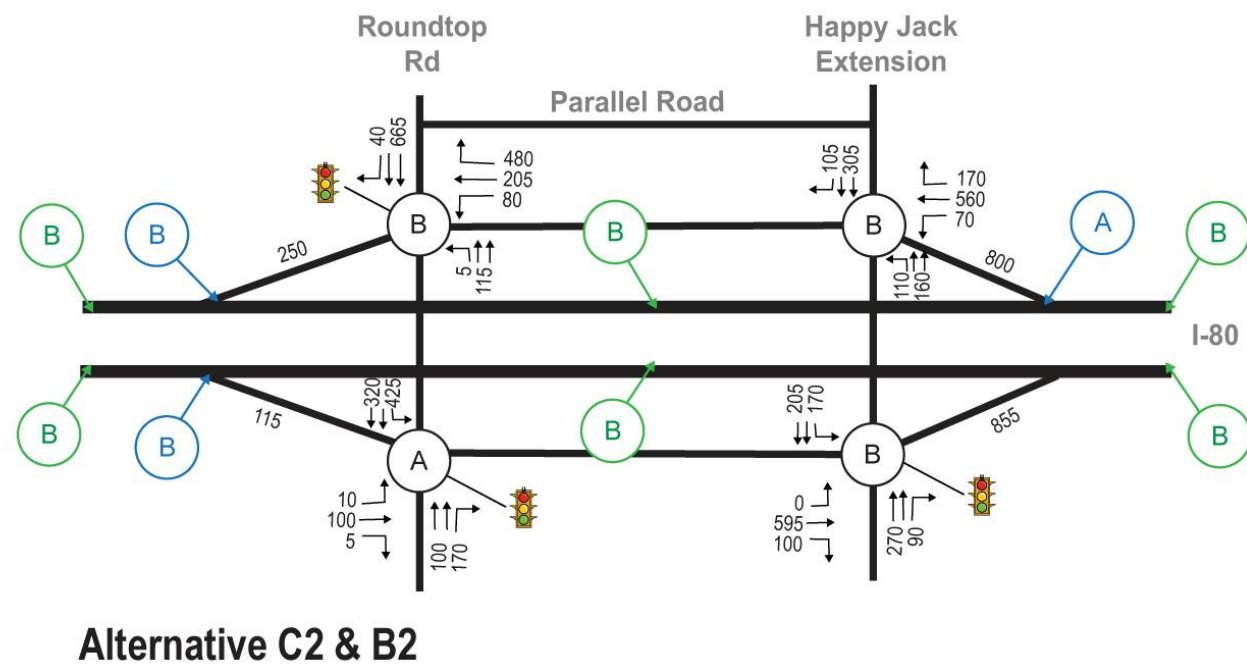 Roundtop
Rd
Happy Jack
Extension
Parallel Road
40
665
480
205
80
105
305
170
560
70
B
B
B
B
B
A
B
250
5
115
110
160
800
I-80
B
B
A
B
B
B
115
320
425
205
170
855
10
100
5
100
170
0
595
100
270
90
Alternative C2 & B2